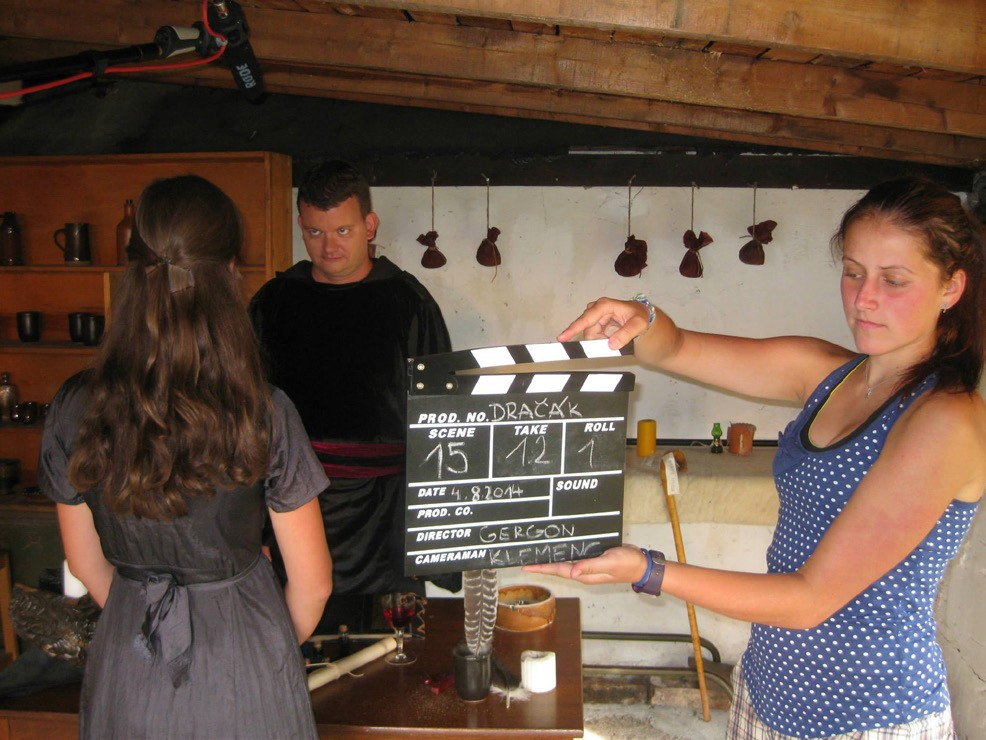 RØDE
PROD. NO. DRAČÁK
SCENE TAKE ROLL
15 12 1
DATE 4.8.2014 SOUND
PROD. CO.
DIRECTOR GERGON
CAMERAMAN KLEMENC